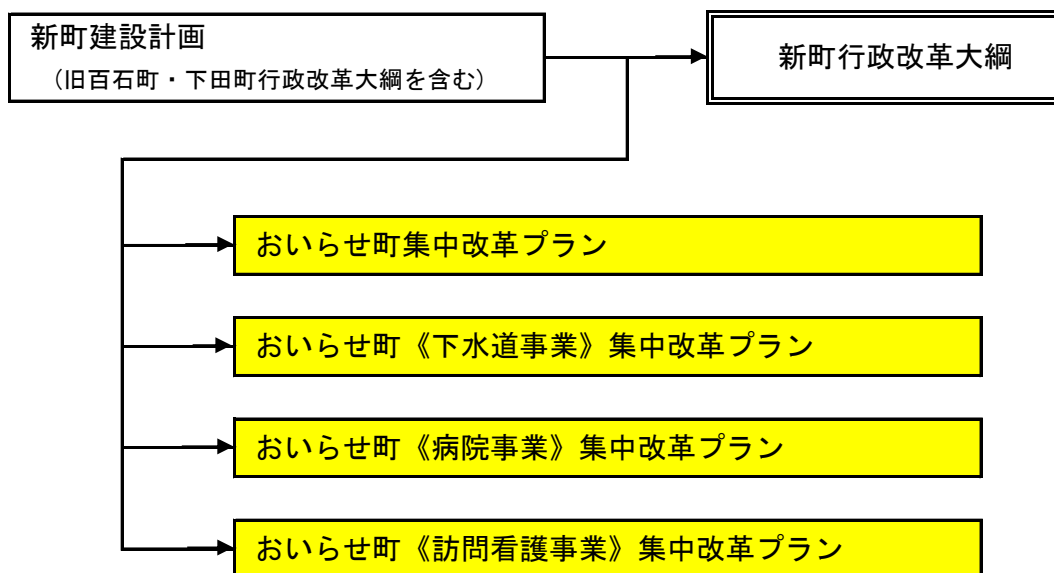 新町建設計画
（旧百石町・下田町行政改革大綱を含む）
新町行政改革大綱
おいらせ町集中改革プラン
おいらせ町《下水道事業》集中改革プラン
おいらせ町《病院事業》集中改革プラン
おいらせ町《訪問看護事業》集中改革プラン